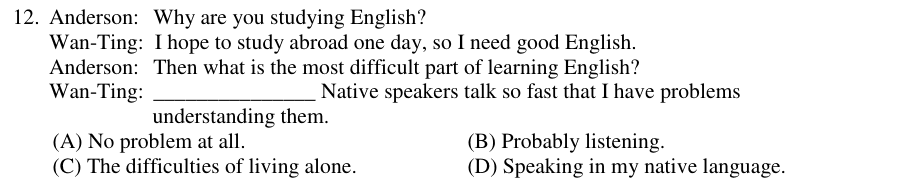 12. Anderson: Why are you studying English?
Wan-Ting: I hope to study abroad one day, so I need good English.
Anderson: Then what is the most difficult part of learning English?
Wan-Ting: _______________ Native speakers talk so fast that I have problems
understanding them.
(A) No problem at all. (B) Probably listening.
(C) The difficulties of living alone. (D) Speaking in my native language.